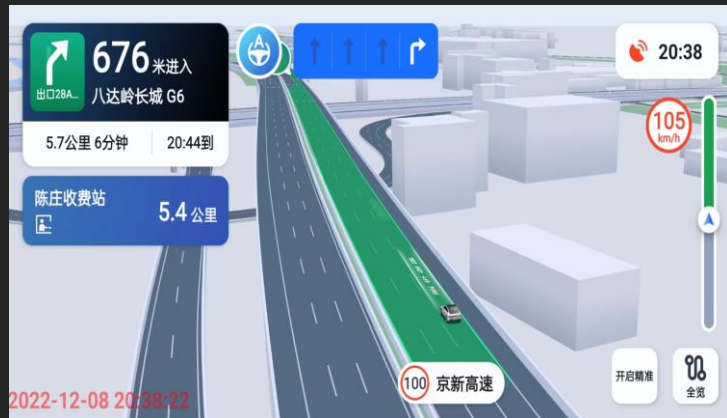 676 米进入
出口28A...
八达岭长城 G6
5.7公里 6分钟
20:44到
陈庄收费站
5.4 公里
A
20:38
105
km/h
100 京新高速
开启精准
全览
2022-12-08 20:38:22